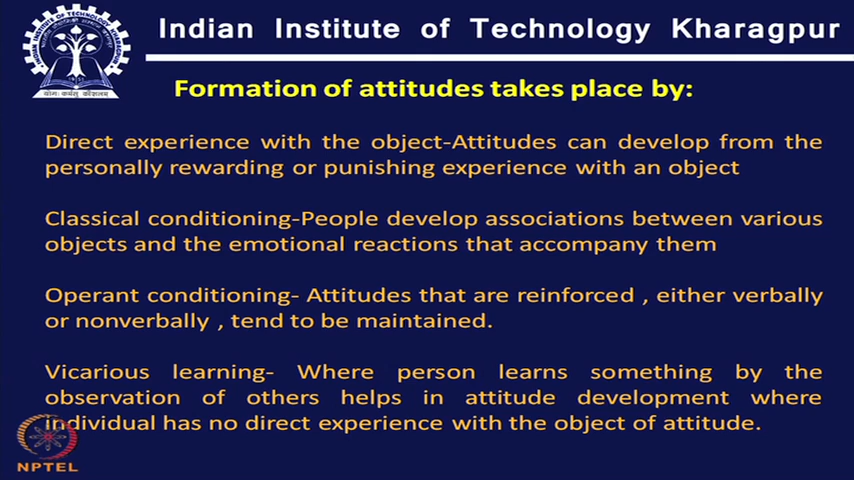 Indian Institute of Technology Kharagpur
Formation of attitudes takes place by:
Direct experience with the object-Attitudes can develop from the
personally rewarding or punishing experience with an object
Classical conditioning-People develop associations between various
objects and the emotional reactions that accompany them
Operant conditioning- Attitudes that are reinforced , either verbally
or nonverbally , tend to be maintained.
Vicarious learning- Where person learns something by the
observation of others helps in attitude development where
individual has no direct experience with the object of attitude.
NPTEL
योगः कर्मसु कौशलम्